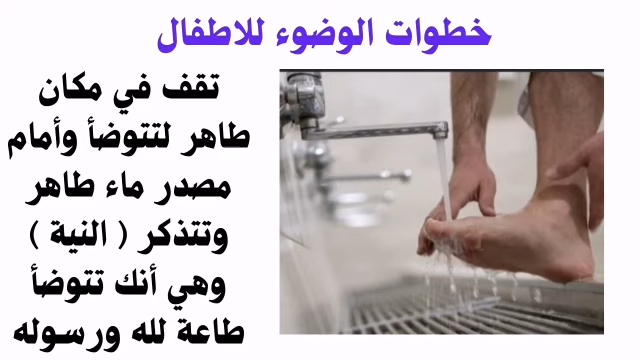 خطوات الوضوء للاطفال
تقف في مكان
طاهر لتتوضأ وأمام
مصدر ماء طاهر
وتتذكر ( النية )
وهي أنك تتوضأ
طاعة لله ورسوله